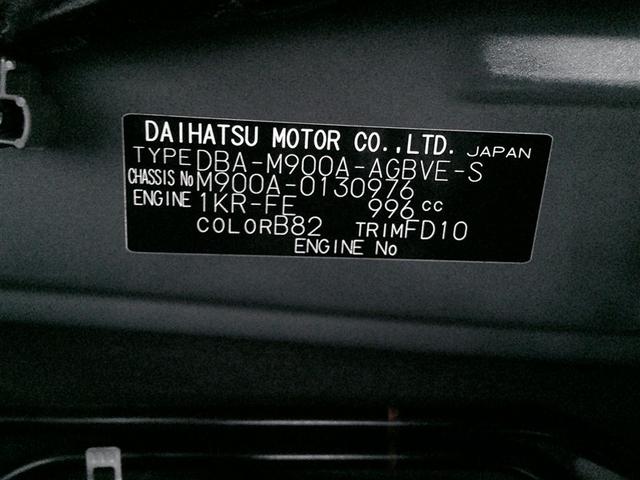 DAIHATSU MOTOR CO.,LTD. JAPAN
TYPE DBA-M900A-AGBVE-S
CHASSIS No M900A-0130976
ENGINE 1KR-FE 996 cc
COLOR B82 TRIM FD10
ENGINE No